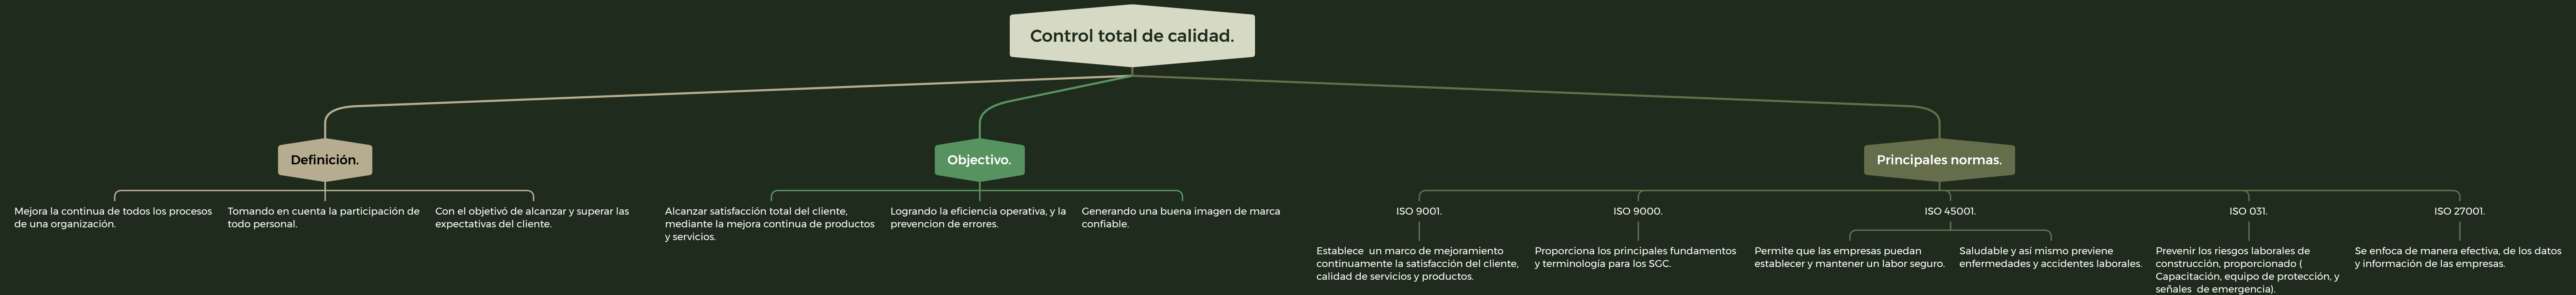 Control total de calidad.
Definición.
Mejora la continua de todos los procesos
de una organización.
Tomando en cuenta la participación de
todo personal.
Con el objetivó de alcanzar y superar las
expectativas del cliente.
Objectivo.
Alcanzar satisfacción total del cliente,
mediante la mejora continua de productos
y servicios.
Logrando la eficiencia operativa, y la
prevencion de errores.
Generando una buena imagen de marca
confiable.
Principales normas.
ISO 9001.
Establece  un marco de mejoramiento
continuamente la satisfacción del cliente,
calidad de servicios y productos.
ISO 9000.
Proporciona los principales fundamentos
y terminología para los SGC.
ISO 45001.
Permite que las empresas puedan
establecer y mantener un labor seguro.
Saludable y así mismo previene
enfermedades y accidentes laborales.
ISO 031.
Prevenir los riesgos laborales de
construcción, proporcionado (
Capacitación, equipo de protección, y
señales  de emergencia).
ISO 27001.
Se enfoca de manera efectiva, de los datos
y información de las empresas.